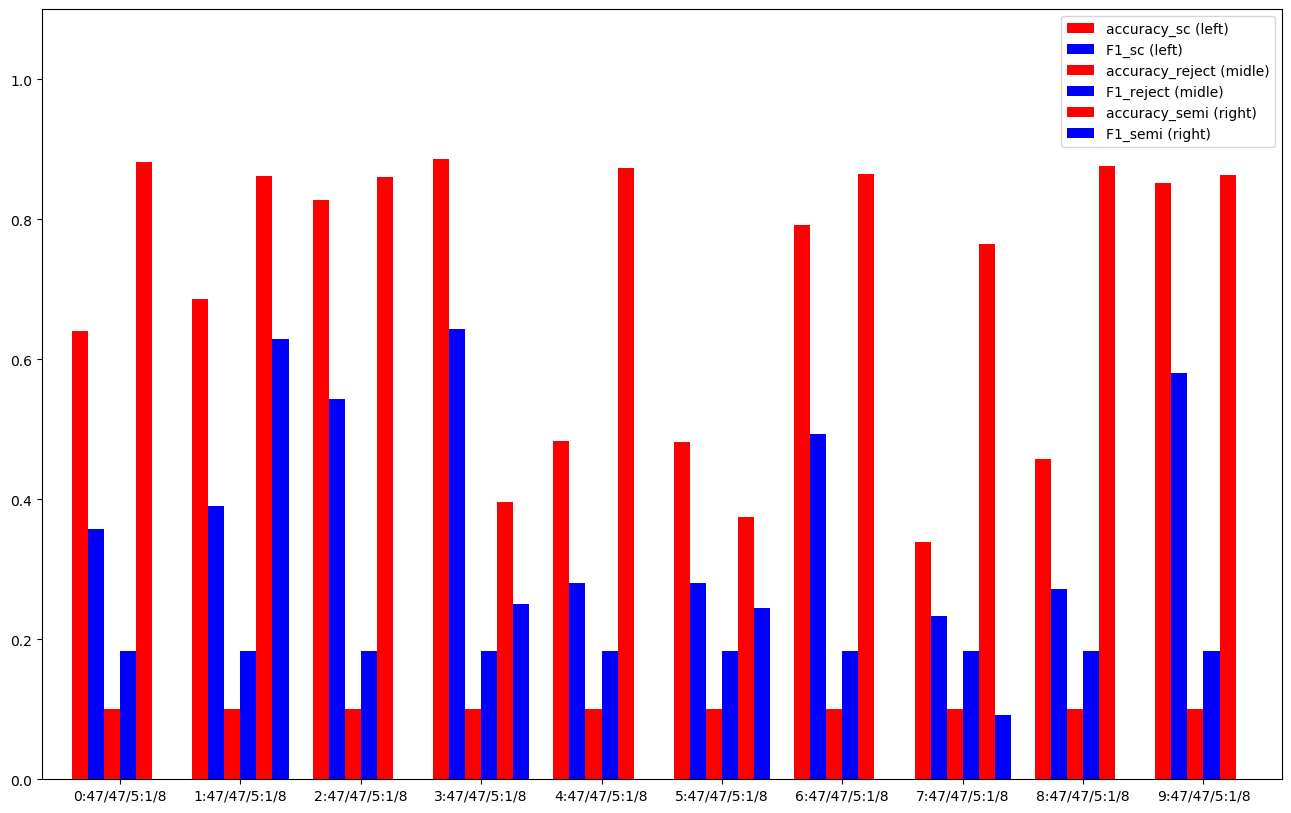 accuracy_sc (left)
F1_sc (left)
accuracy_reject (midle)
F1_reject (midle)
accuracy_semi (right)
F1_semi (right)
1.0
0.8
0.6
0.4
0.2
0.0
0:47/47/5:1/8 1:47/47/5:1/8 2:47/47/5:1/8 3:47/47/5:1/8 4:47/47/5:1/8 5:47/47/5:1/8 6:47/47/5:1/8 7:47/47/5:1/8 8:47/47/5:1/8 9:47/47/5:1/8